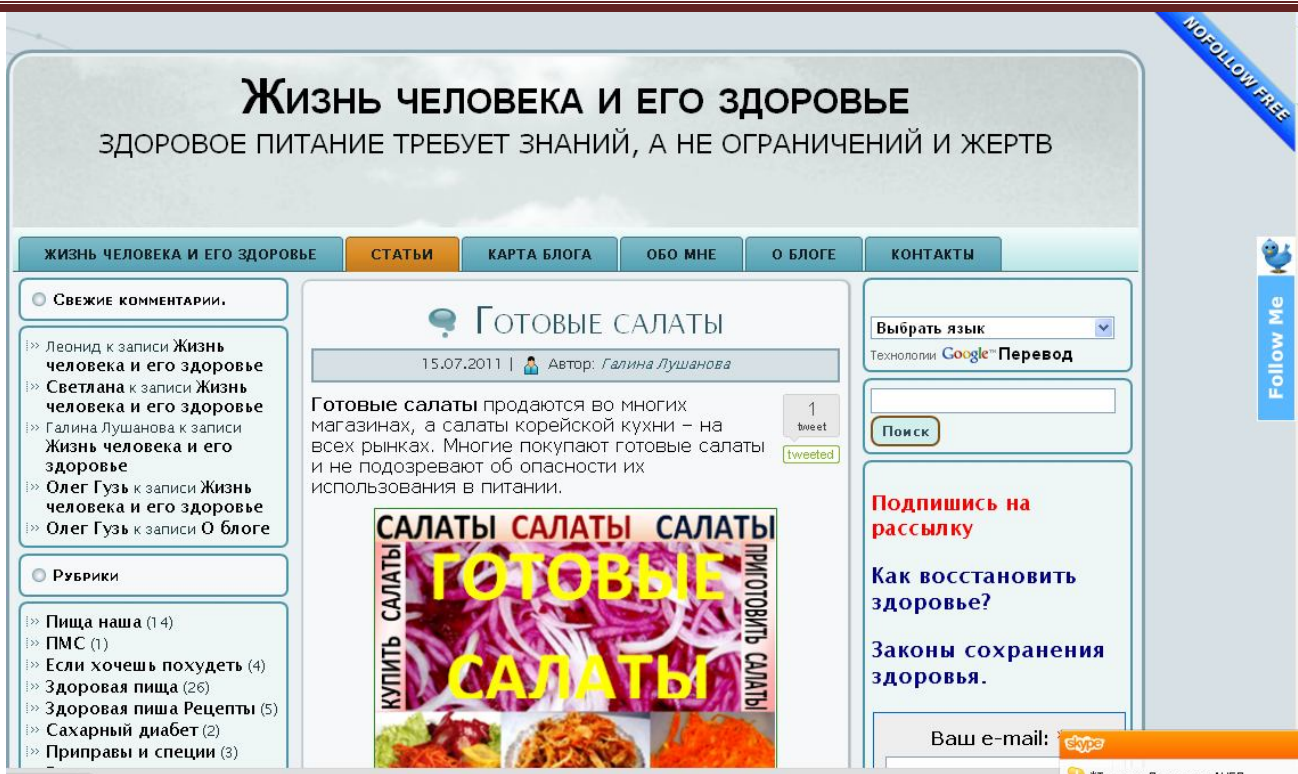 NOFOLLOW FREE
Жизнь человека и его здоровье
ЗДОРОВОЕ ПИТАНИЕ ТРЕБУЕТ ЗНАНИЙ, А НЕ ОГРАНИЧЕНИЙ И ЖЕРТВ
ЖИЗНЬ ЧЕЛОВЕКА И ЕГО ЗДОРОВЬЕ СТАТЬИ КАРТА БЛОГА ОБО МНЕ О БЛОГЕ КОНТАКТЫ
Свежие комментарии.
Леонид к записи Жизнь
человека и его здоровье
Светлана к записи Жизнь
человека и его здоровье
Галина Лушанова к записи
Жизнь человека и его
здоровье
Олег Гузь к записи Жизнь
человека и его здоровье
Олег Гузь к записи О блоге
Рубрики
Пища наша (14)
ПМС (1)
Если хочешь похудеть (4)
Здоровая пища (26)
Здоровая пиша Рецепты (5)
Сахарный диабет (2)
Приправы и специи (3)
Готовые салаты
15.07.2011 | Автор: Галина Лушанова
Готовые салаты продаются во многих
магазинах, а салаты корейской кухни – на
всех рынках. Многие покупают готовые салаты
и не подозревают об опасности их
использования в питании.
1
tweet
tweeted
САЛАТЫ САЛАТЫ САЛАТЫ
КУПИТЬ САЛАТЫ
ГОТОВЫЕ
САЛАТЫ
ПРИГОТОВИТЬ САЛАТЫ
Выбрать язык
Технологии Google™ Перевод
Поиск
Подпишись на
рассылку
Как восстановить
здоровье?
Законы сохранения
здоровья.
Ваш e-mail: *
Follow Me
skype